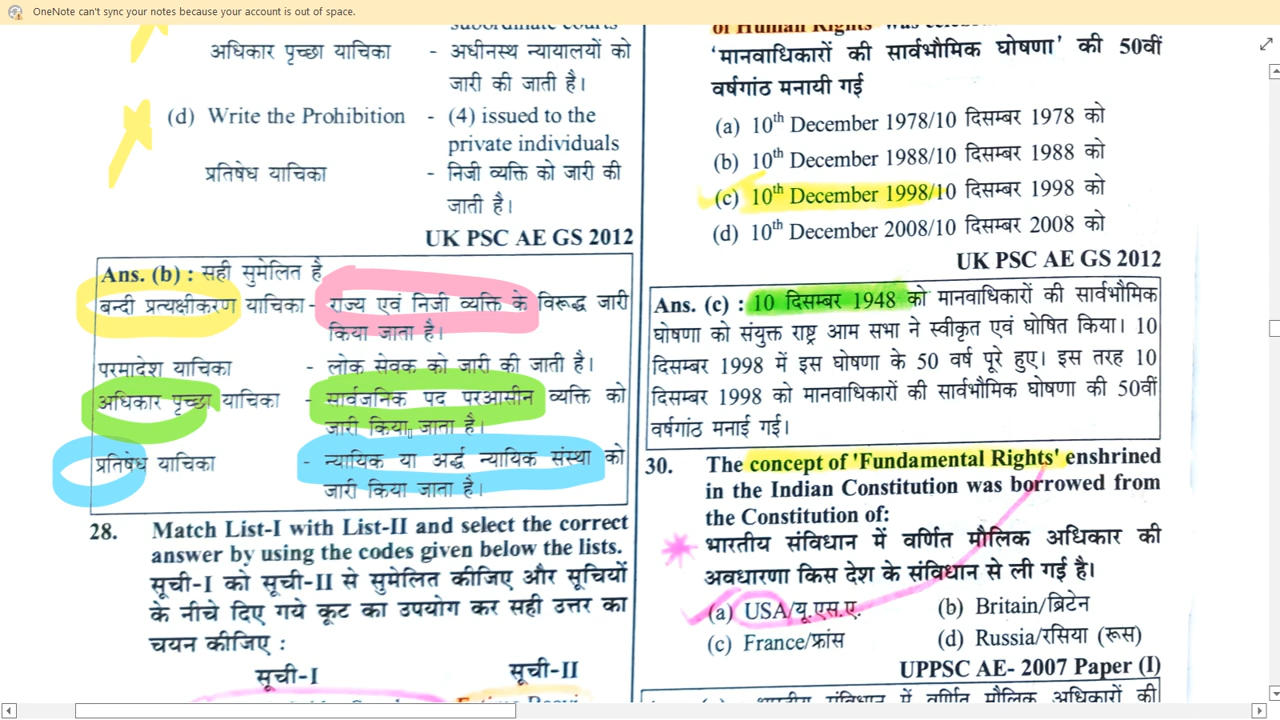 OneNote can't sync your notes because your account is out of space.
अधिकार पृच्छा याचिका - अधीनस्थ न्यायालयों को
जारी की जाती है।
(d) Write the Prohibition - (4) issued to the
private individuals
प्रतिषेध याचिका - निजी व्यक्ति को जारी की
जाती है।
UK PSC AE GS 2012
Ans. (b) : सही सुमेलित है
बन्दी प्रत्यक्षीकरण याचिका - राज्य एवं निजी व्यक्ति के विरूद्ध जारी
किया जाता है।
परमादेश याचिका - लोक सेवक को जारी की जाती है।
अधिकार पृच्छा याचिका - सार्वजनिक पद परआसीन व्यक्ति को
जारी किया जाता है।
प्रतिषेध याचिका - न्यायिक या अर्द्ध न्यायिक संस्था को
जारी किया जाता है।
28. Match List-I with List-II and select the correct
answer by using the codes given below the lists.
सूची-I को सूची-II से सुमेलित कीजिए और सूचियों
के नीचे दिए गये कूट का उपयोग कर सही उत्तर का
चयन कीजिए :
सूची-I सूची-II
of Human Rights
'मानवाधिकारों की सार्वभौमिक घोषणा' की 50वीं
वर्षगांठ मनायी गई
(a) 10th December 1978/10 दिसम्बर 1978 को
(b) 10th December 1988/10 दिसम्बर 1988 को
(c) 10th December 1998/10 दिसम्बर 1998 को
(d) 10th December 2008/10 दिसम्बर 2008 को
UK PSC AE GS 2012
Ans. (c) : 10 दिसम्बर 1948 को मानवाधिकारों की सार्वभौमिक
घोषणा को संयुक्त राष्ट्र आम सभा ने स्वीकृत एवं घोषित किया। 10
दिसम्बर 1998 में इस घोषणा के 50 वर्ष पूरे हुए। इस तरह 10
दिसम्बर 1998 को मानवाधिकारों की सार्वभौमिक घोषणा की 50वीं
वर्षगांठ मनाई गई।
30. The concept of 'Fundamental Rights' enshrined
in the Indian Constitution was borrowed from
the Constitution of:
भारतीय संविधान में वर्णित मौलिक अधिकार की
अवधारणा किस देश के संविधान से ली गई है।
(a) USA/यू.एस.ए. (b) Britain/ब्रिटेन
(c) France/फ्रांस (d) Russia/रसिया (रूस)
UPPSC AE- 2007 Paper (I)
भारतीय संविधान में वर्णित मौलिक अधिकारों की